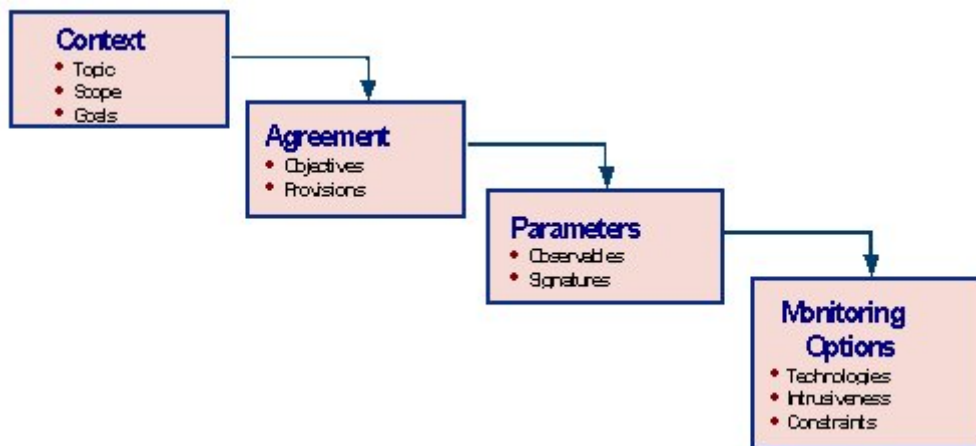 Context
• Topic
• Scope
• Goals
Agreement
• Objectives
• Provisions
Parameters
• Observables
• Signatures
Monitoring
Options
• Technologies
• Intrusiveness
• Constraints